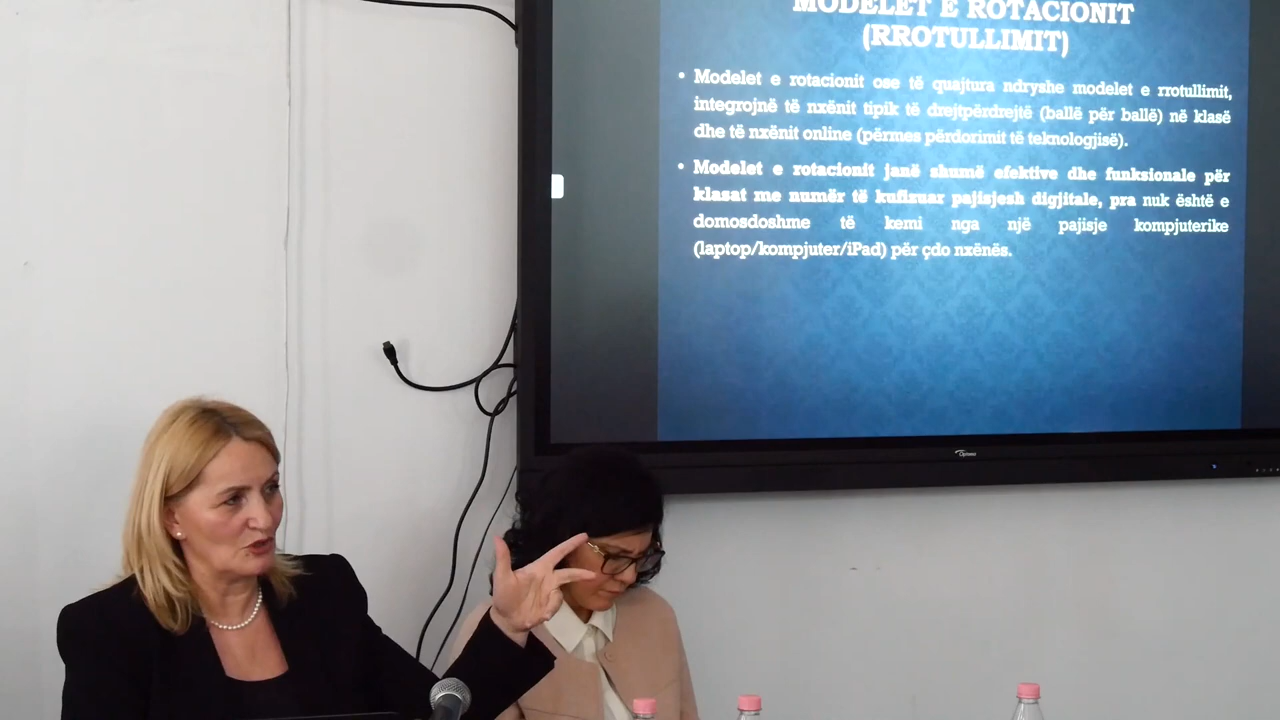 MODELET E ROTACIONIT
(RROTULLIMIT)
• Modelet e rotacionit ose të quajtura ndryshe modelet e rrotullimit,
integrojnë të nxënit tipik të drejtpërdrejtë (ballë për ballë) në klasë
dhe të nxënit online (përmes përdorimit të teknologjisë).
• Modelet e rotacionit janë shumë efektive dhe funksionale për
klasat me numër të kufizuar pajisjesh digjitale, pra nuk është e
domosdoshme të kemi nga një pajisje kompjuterike
(laptop/kompjuter/iPad) për çdo nxënës.
Optoma